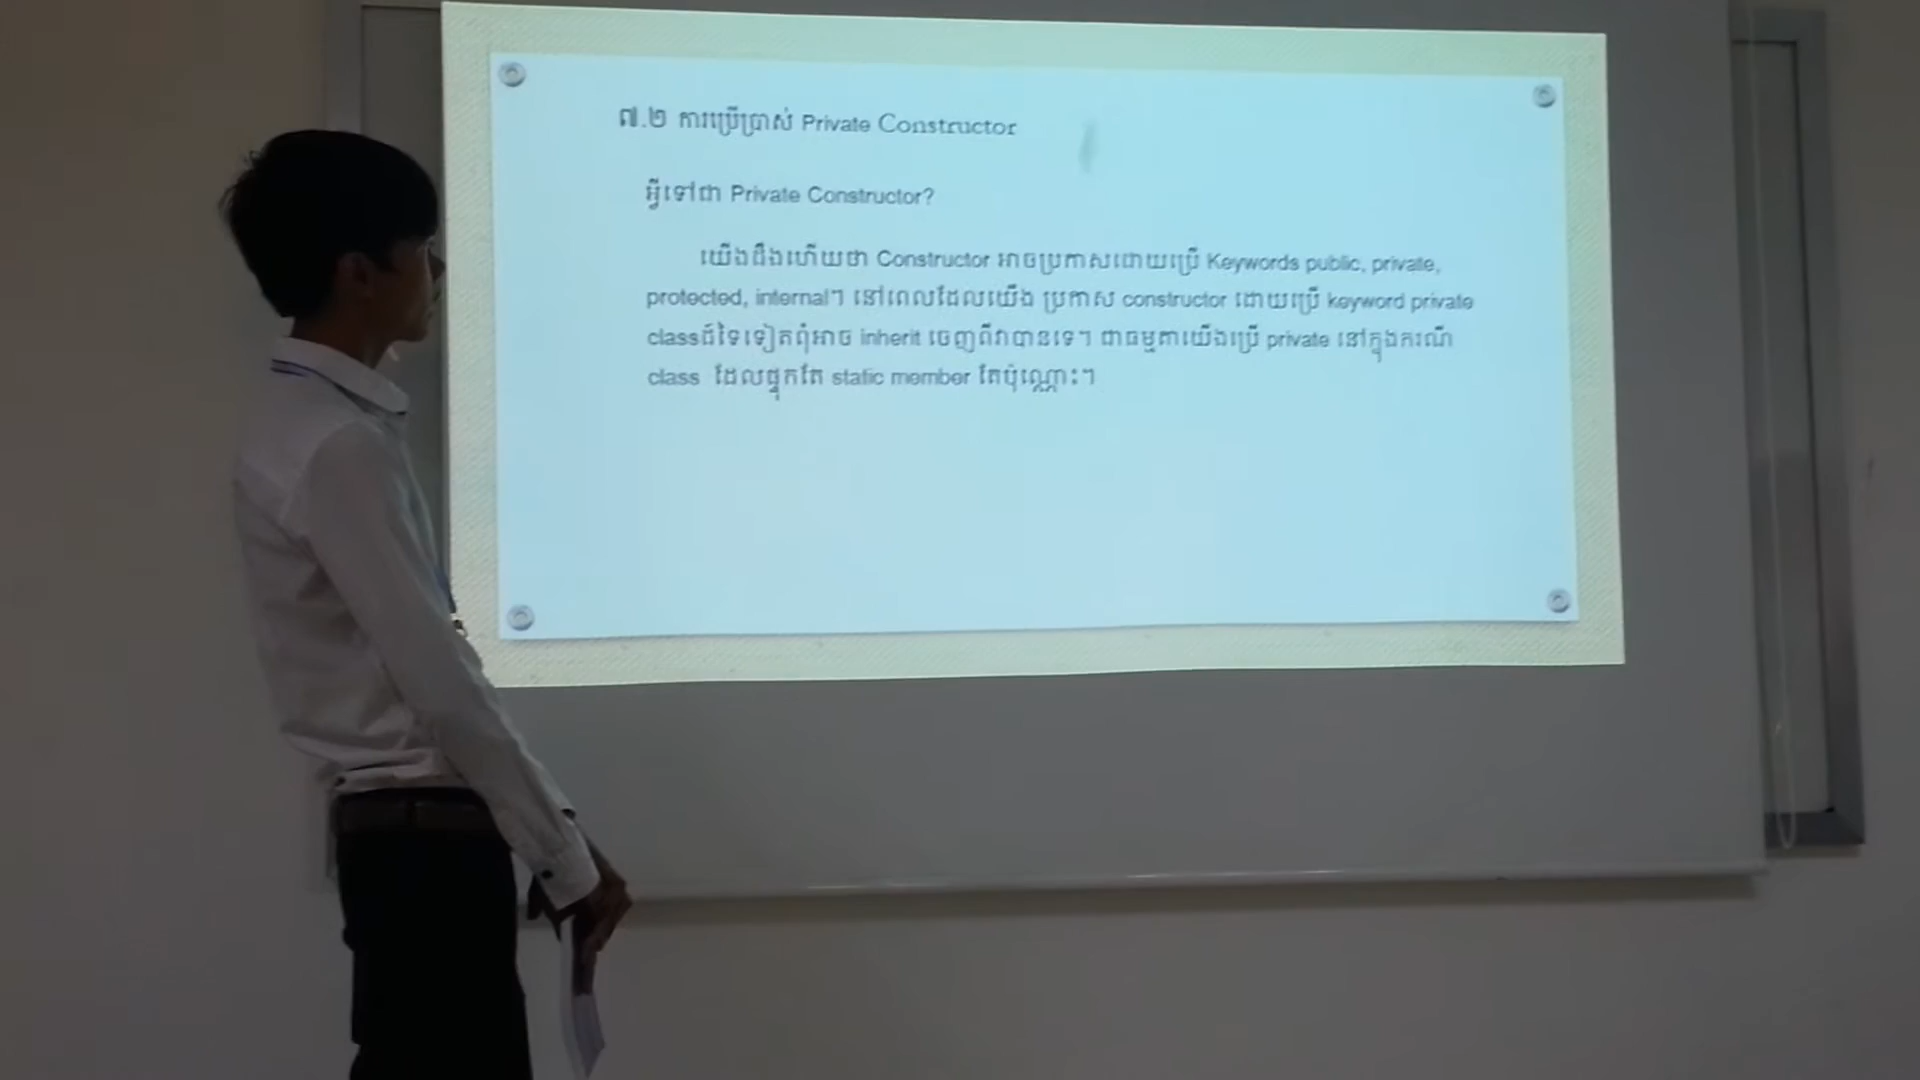 ៧.២ ការប្រើប្រាស់ Private Constructor
អ្វីទៅជា Private Constructor?
យើងដឹងហើយថា Constructor អាចប្រកាសដោយប្រើ Keywords public, private,
protected, internal។ នៅពេលដែលយើង ប្រកាស constructor ដោយប្រើ keyword private
classដ៍ទៃទៀតពុំអាច inherit ចេញពីវាបានទេ។ ជាធម្មតាយើងប្រើ private នៅក្នុងករណី
class ដែលផ្ទុកតែ static member តែប៉ុណ្ណោះ។